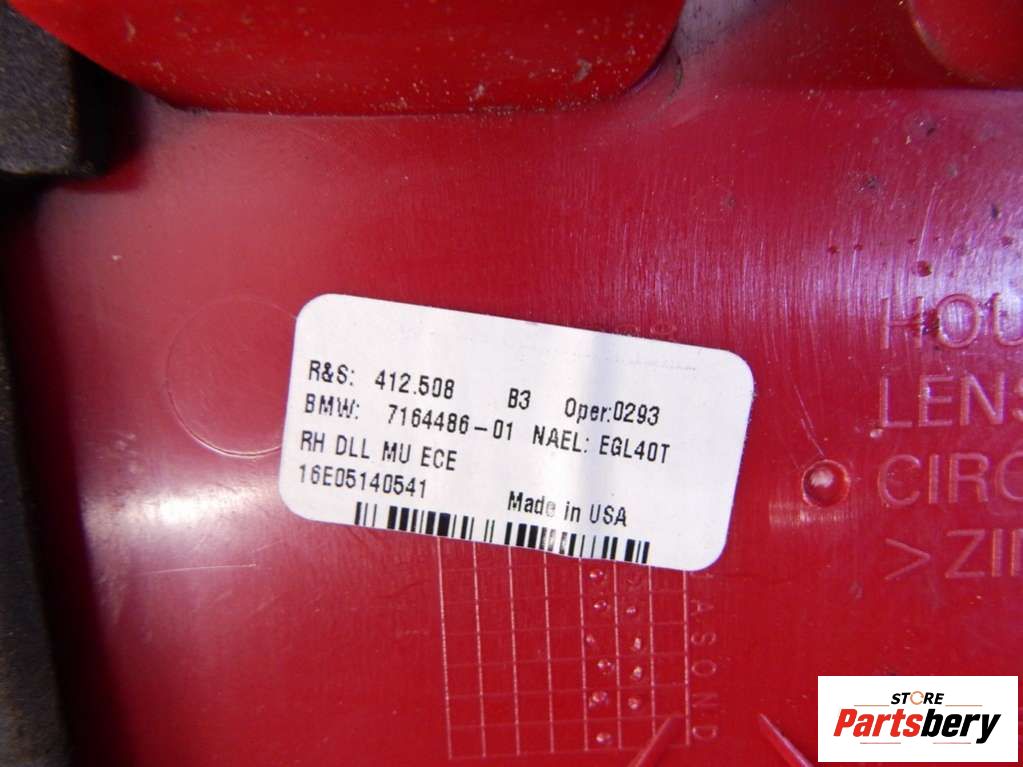 R&S: 412.508 B3 Oper:0293
BMW: 7164486-01 NAEL: EGL40T
RH DLL MU ECE
16E05140541 Made in USA
HOU
LENS
CIRC
>ZI
ASOND
STORE
Partsbery